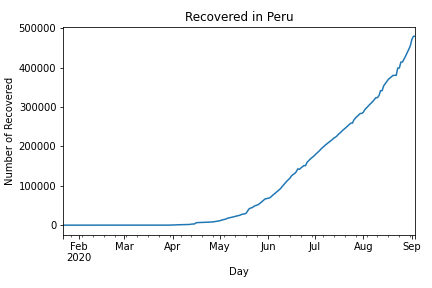 Recovered in Peru
Number of Recovered
500000
400000
300000
200000
100000
0
Feb Mar Apr May Jun Jul Aug Sep
2020
Day